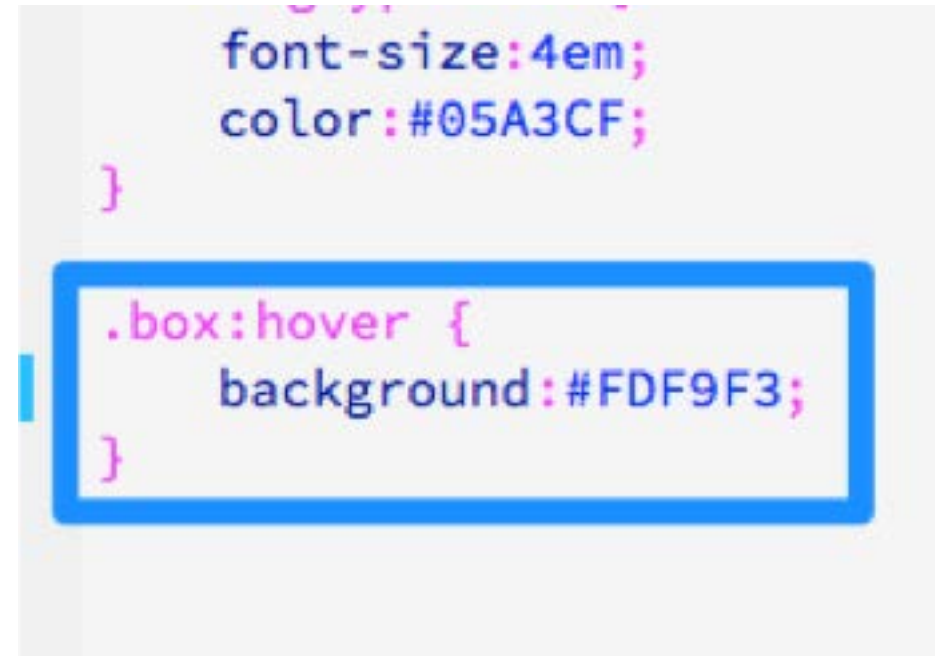 font-size:4em;
color:#05A3CF;
}
.box:hover {
background:#FDF9F3;
}